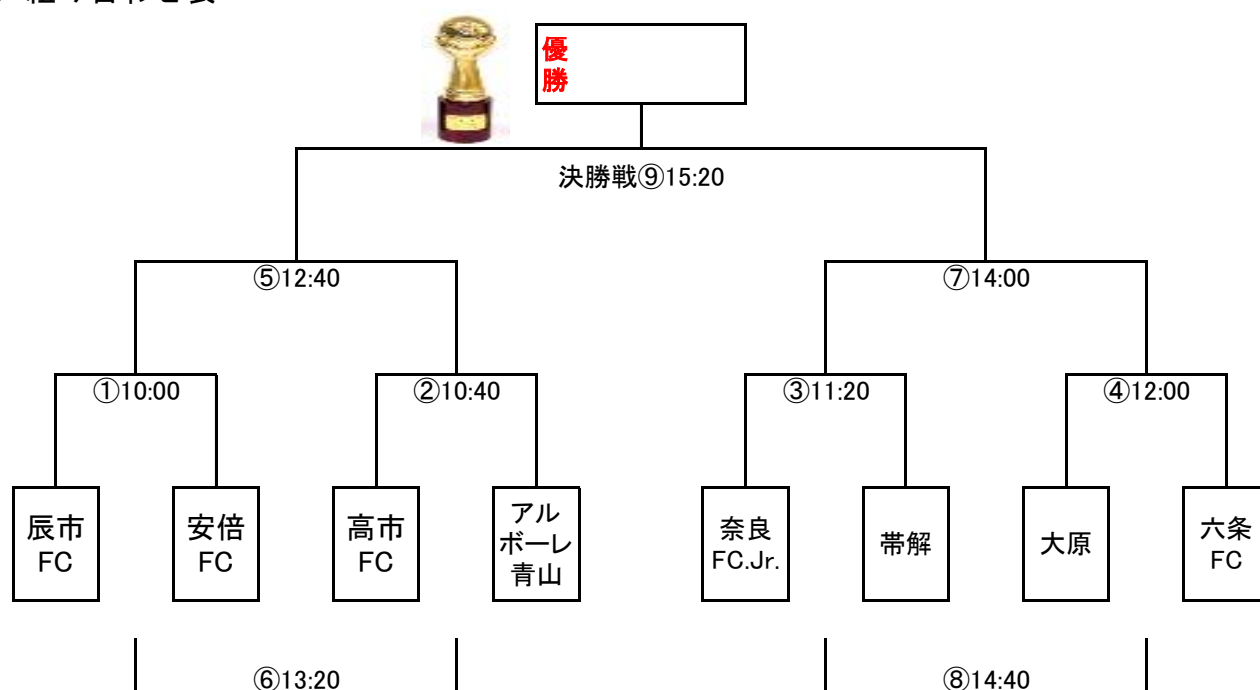 優
勝
決勝戦⑨15:20
⑤12:40
⑦14:00
①10:00
②10:40
③11:20
④12:00
辰市
FC
安倍
FC
高市
FC
アル
ボーレ
青山
奈良
FC.Jr.
帯解
大原
六条
FC
⑥13:20
⑧14:40